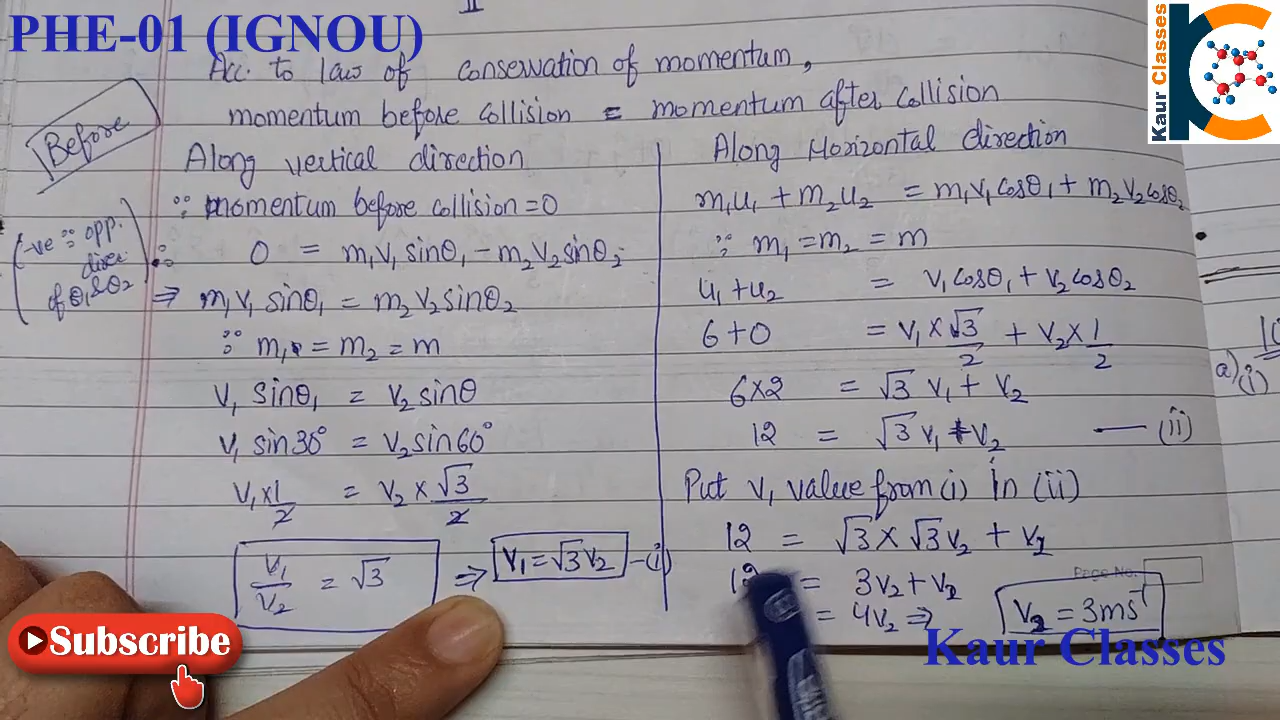 II
PHE-01 (IGNOU)
Kaur Classes
Acc. to law of conservation of momentum,
momentum before collision = momentum after collision
Before
Along vertical direction
∵ momentum before collision = 0
(-ve ∵ opp.
direc
of θ1 & θ2)
∴ 0 = m1v1 sinθ1 - m2v2 sinθ2
⇒ m1v1 sinθ1 = m2v2 sinθ2
∵ m1 = m2 = m
v1 sinθ1 = v2 sinθ
v1 sin30° = v2 sin60°
v1 × 1/2 = v2 × √3/2
v1/v2 = √3 ⇒ v1 = √3v2 -(i)
Along Horizontal direction
m1u1 + m2u2 = m1v1 cosθ1 + m2v2 cosθ2
∵ m1 = m2 = m
u1 + u2 = v1 cosθ1 + v2 cosθ2
6 + 0 = v1 × √3/2 + v2 × 1/2
6×2 = √3 v1 + v2
12 = √3 v1 + v2 — (ii)
Put v1 value from (i) in (ii)
12 = √3 × √3 v2 + v2
12 = 3v2 + v2
= 4v2 ⇒ v2 = 3ms⁻¹
Page No.
a) (i)
Subscribe
Kaur Classes